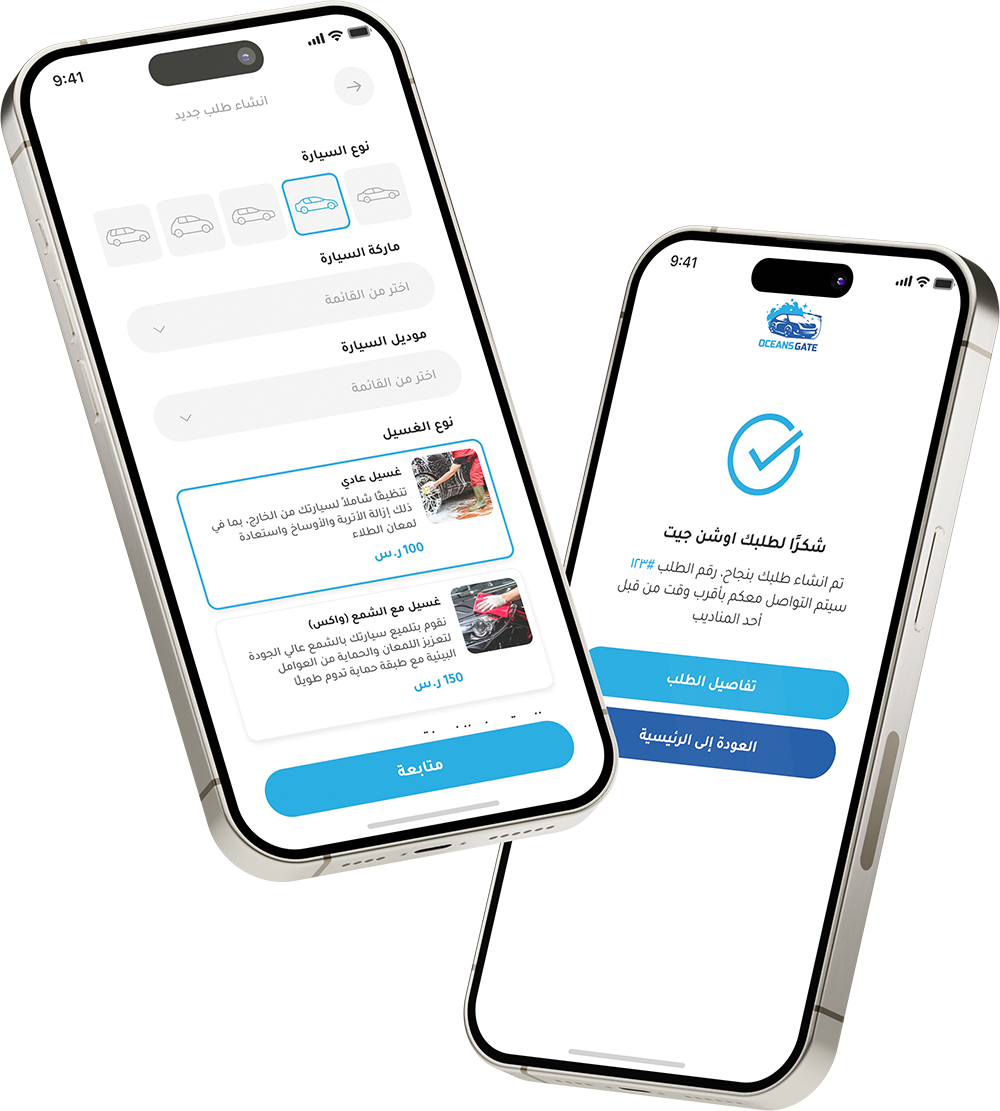 9:41
انشاء طلب جديد
نوع السيارة
ماركة السيارة
اختر من القائمة
موديل السيارة
اختر من القائمة
نوع الغسيل
غسيل عادي
تنظيفًا شاملاً لسيارتك من الخارج، بما في
ذلك إزالة الأتربة والأوساخ واستعادة
لمعان الطلاء
100 ر.س
غسيل مع الشمع (واكس)
نقوم بتلميع سيارتك بالشمع عالي الجودة
لتعزيز اللمعان والحماية من العوامل
البيئية مع طبقة حماية تدوم طويلًا
150 ر.س
متابعة
9:41
OCEANS GATE
شكرًا لطلبك اوشن جيت
تم انشاء طلبك بنجاح، رقم الطلب #١٢٣
سيتم التواصل معكم بأقرب وقت من قبل
أحد المناديب
تفاصيل الطلب
العودة إلى الرئيسية